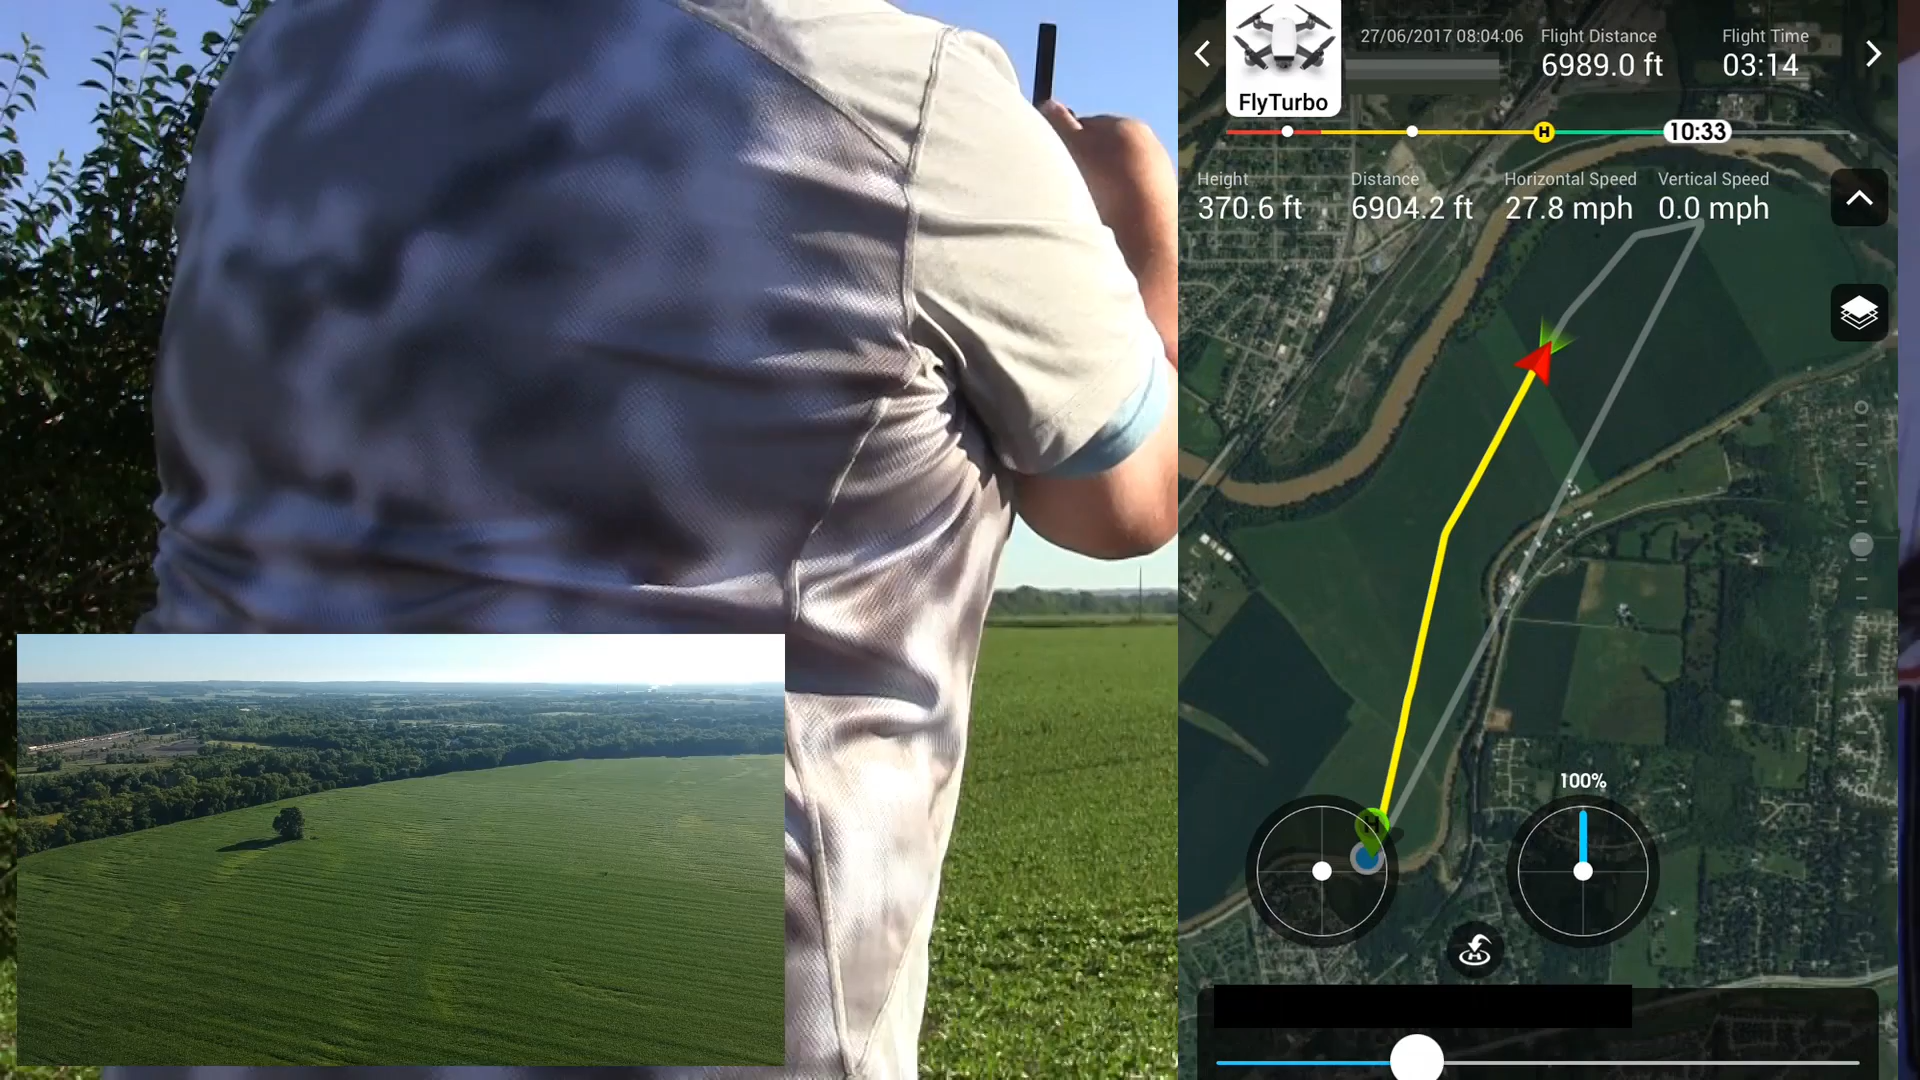 FlyTurbo
27/06/2017 08:04:06
Flight Distance
6989.0 ft
Flight Time
03:14
H
10:33
Height
370.6 ft
Distance
6904.2 ft
Horizontal Speed
27.8 mph
Vertical Speed
0.0 mph
100%
H
H